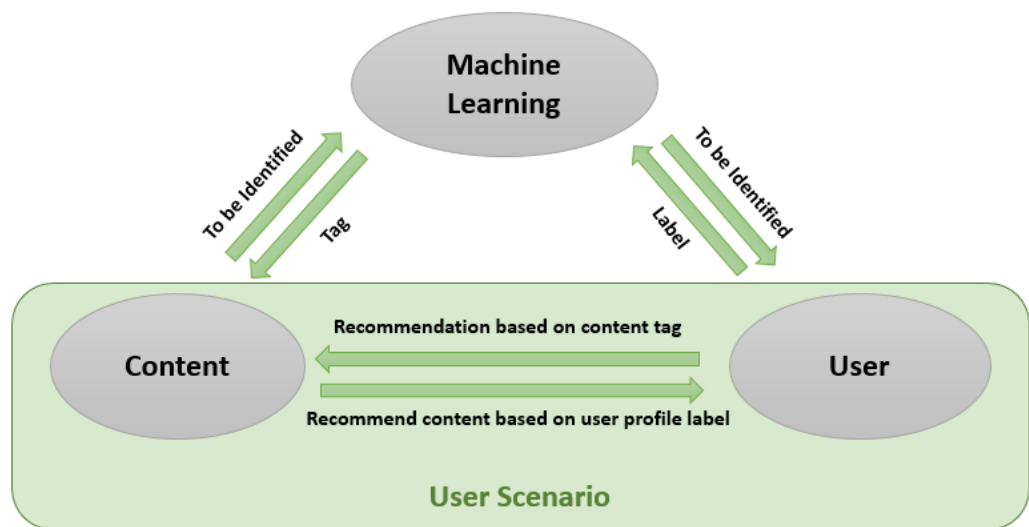 Machine
Learning
To be Identified
Tag
To be Identified
Label
Recommendation based on content tag
Content
User
Recommend content based on user profile label
User Scenario